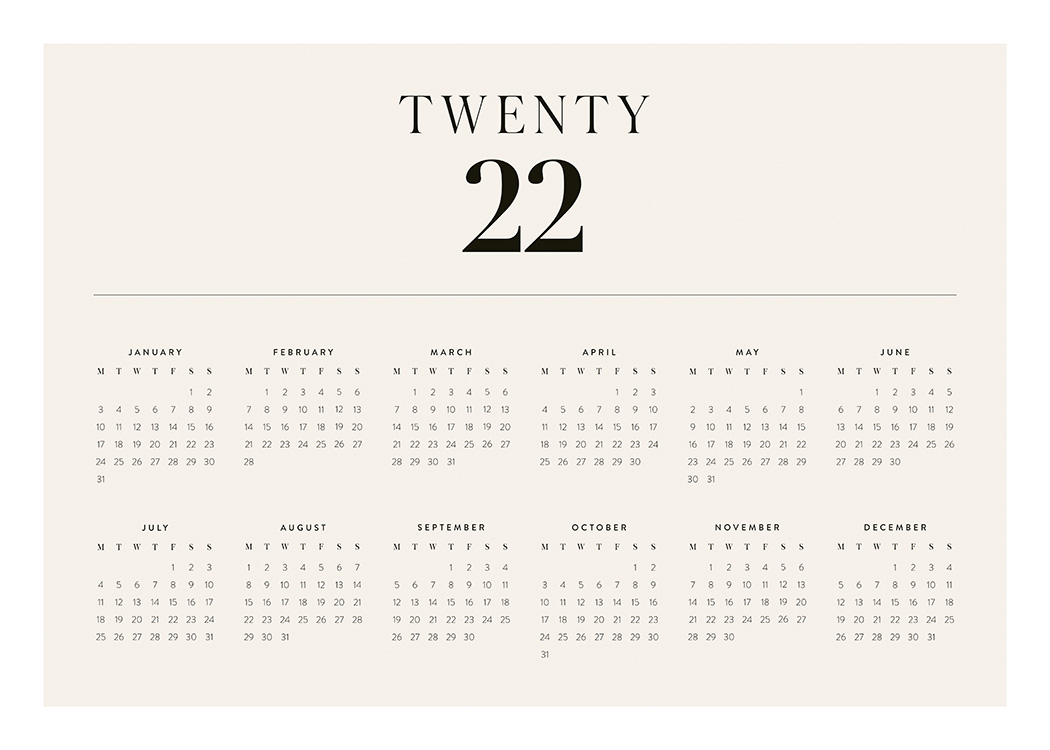 TWENTY
22
JANUARY FEBRUARY MARCH APRIL MAY JUNE
M T W T F S S M T W T F S S M T W T F S S M T W T F S S M T W T F S S M T W T F S S
1 2 1 2 3 4 5 6 1 2 3 4 5 6 1 2 3 1 1 2 3 4 5
3 4 5 6 7 8 9 7 8 9 10 11 12 13 7 8 9 10 11 12 13 4 5 6 7 8 9 10 2 3 4 5 6 7 8 6 7 8 9 10 11 12
10 11 12 13 14 15 16 14 15 16 17 18 19 20 14 15 16 17 18 19 20 11 12 13 14 15 16 17 9 10 11 12 13 14 15 13 14 15 16 17 18 19
17 18 19 20 21 22 23 21 22 23 24 25 26 27 21 22 23 24 25 26 27 18 19 20 21 22 23 24 16 17 18 19 20 21 22 20 21 22 23 24 25 26
24 25 26 27 28 29 30 28 28 29 30 31 25 26 27 28 29 30 23 24 25 26 27 28 29 27 28 29 30
31 30 31
JULY AUGUST SEPTEMBER OCTOBER NOVEMBER DECEMBER
M T W T F S S M T W T F S S M T W T F S S M T W T F S S M T W T F S S M T W T F S S
1 2 3 1 2 3 4 5 6 7 1 2 3 4 1 2 1 2 3 4 5 6 1 2 3 4
4 5 6 7 8 9 10 8 9 10 11 12 13 14 5 6 7 8 9 10 11 3 4 5 6 7 8 9 7 8 9 10 11 12 13 5 6 7 8 9 10 11
11 12 13 14 15 16 17 15 16 17 18 19 20 21 12 13 14 15 16 17 18 10 11 12 13 14 15 16 14 15 16 17 18 19 20 12 13 14 15 16 17 18
18 19 20 21 22 23 24 22 23 24 25 26 27 28 19 20 21 22 23 24 25 17 18 19 20 21 22 23 21 22 23 24 25 26 27 19 20 21 22 23 24 25
25 26 27 28 29 30 31 29 30 31 26 27 28 29 30 24 25 26 27 28 29 30 28 29 30 26 27 28 29 30 31
31